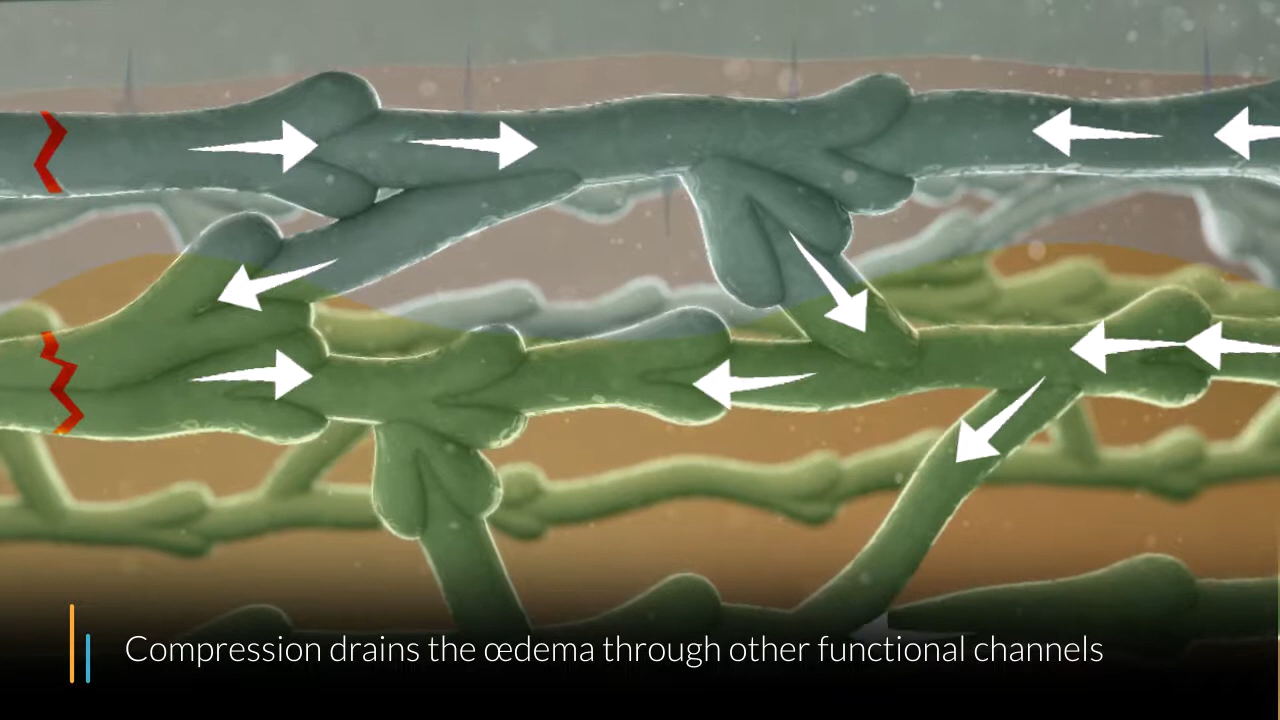 Compression drains the œdema through other functional channels